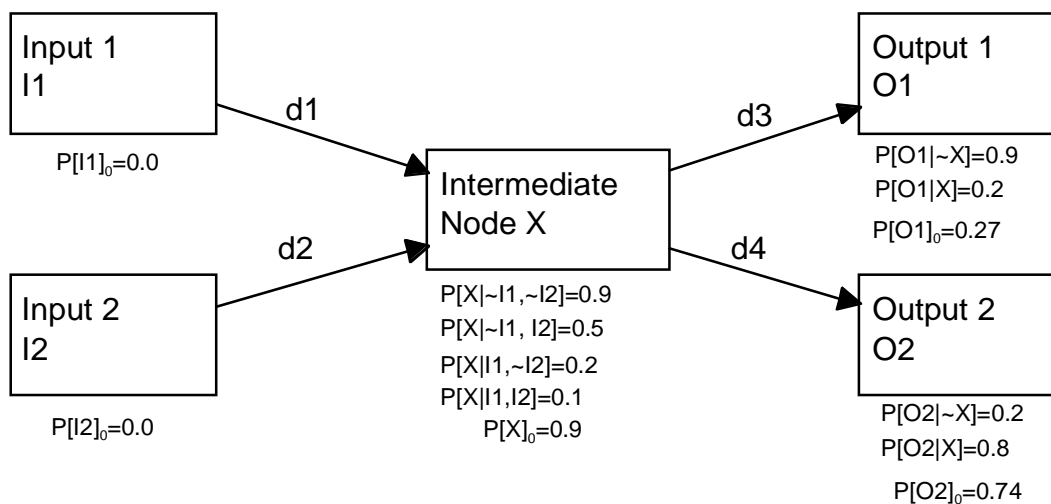 Input 1
I1
P[I1]₀=0.0
d1
Input 2
I2
P[I2]₀=0.0
d2
Intermediate
Node X
P[X|~I1,~I2]=0.9
P[X|~I1, I2]=0.5
P[X|I1,~I2]=0.2
P[X|I1,I2]=0.1
P[X]₀=0.9
d3
Output 1
O1
P[O1|~X]=0.9
P[O1|X]=0.2
P[O1]₀=0.27
d4
Output 2
O2
P[O2|~X]=0.2
P[O2|X]=0.8
P[O2]₀=0.74